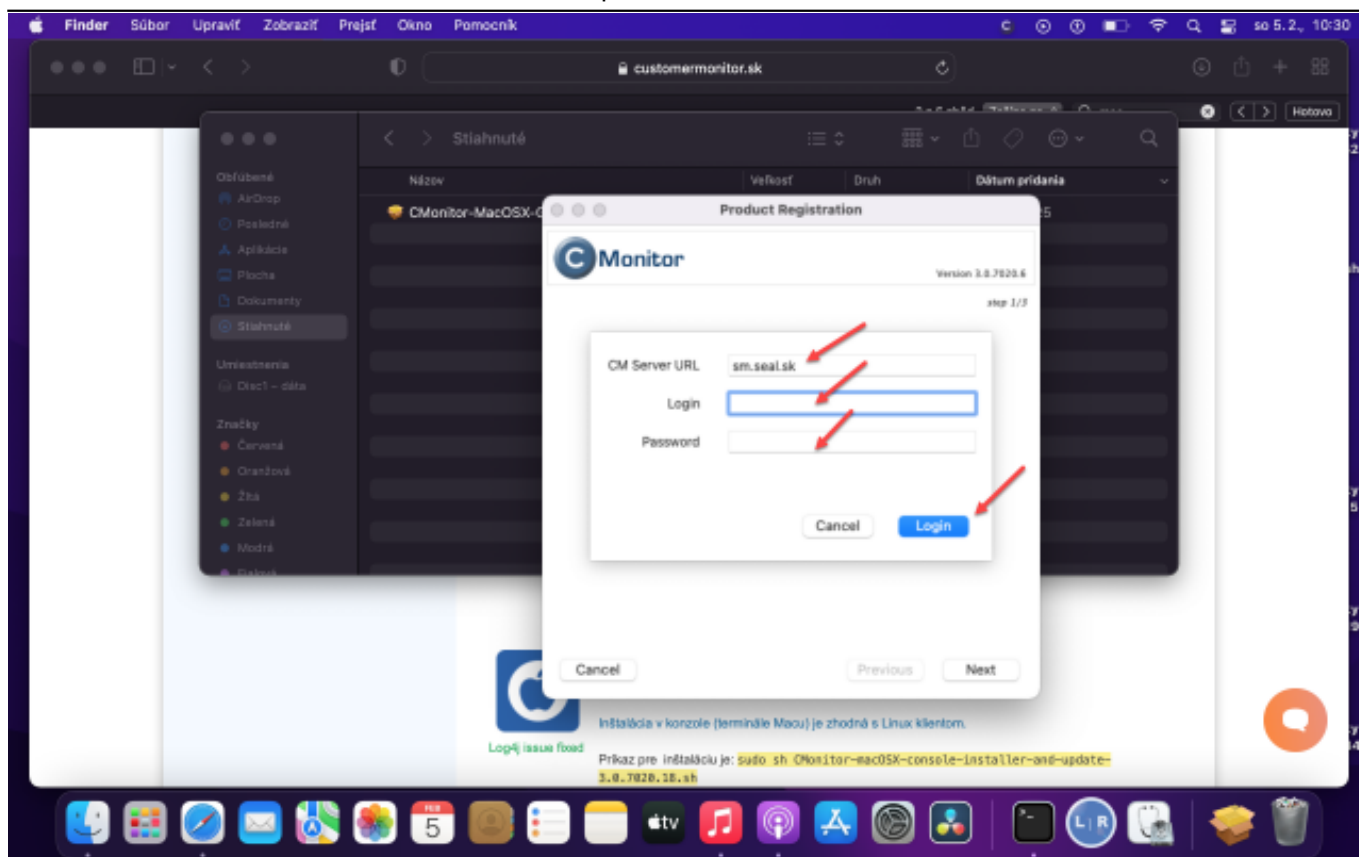 Finder Súbor Upraviť Zobraziť Prejsť Okno Pomocník so 5. 2., 10:30
customermonitor.sk
Hotovo
Stiahnuté
Obľúbené
AirDrop
Posledné
Aplikácie
Plocha
Dokumenty
Stiahnuté
Umiestnenia
Disc1 – dáta
Značky
Červená
Oranžová
Žltá
Zelená
Modrá
Fialová
Názov Veľkosť Druh Dátum pridania
CMonitor-MacOSX-
Product Registration
C Monitor
Version 3.0.7020.6
step 1/3
CM Server URL sm.seal.sk
Login
Password
Cancel Login
Cancel Previous Next
Log4j issue fixed
Inštalácia v konzole (termináli Macu) je zhodná s Linux klientom.
Príkaz pre inštaláciu je: sudo sh CMonitor-macOSX-console-installer-and-update-
3.0.7020.18.sh
FEB
5
tv
L R